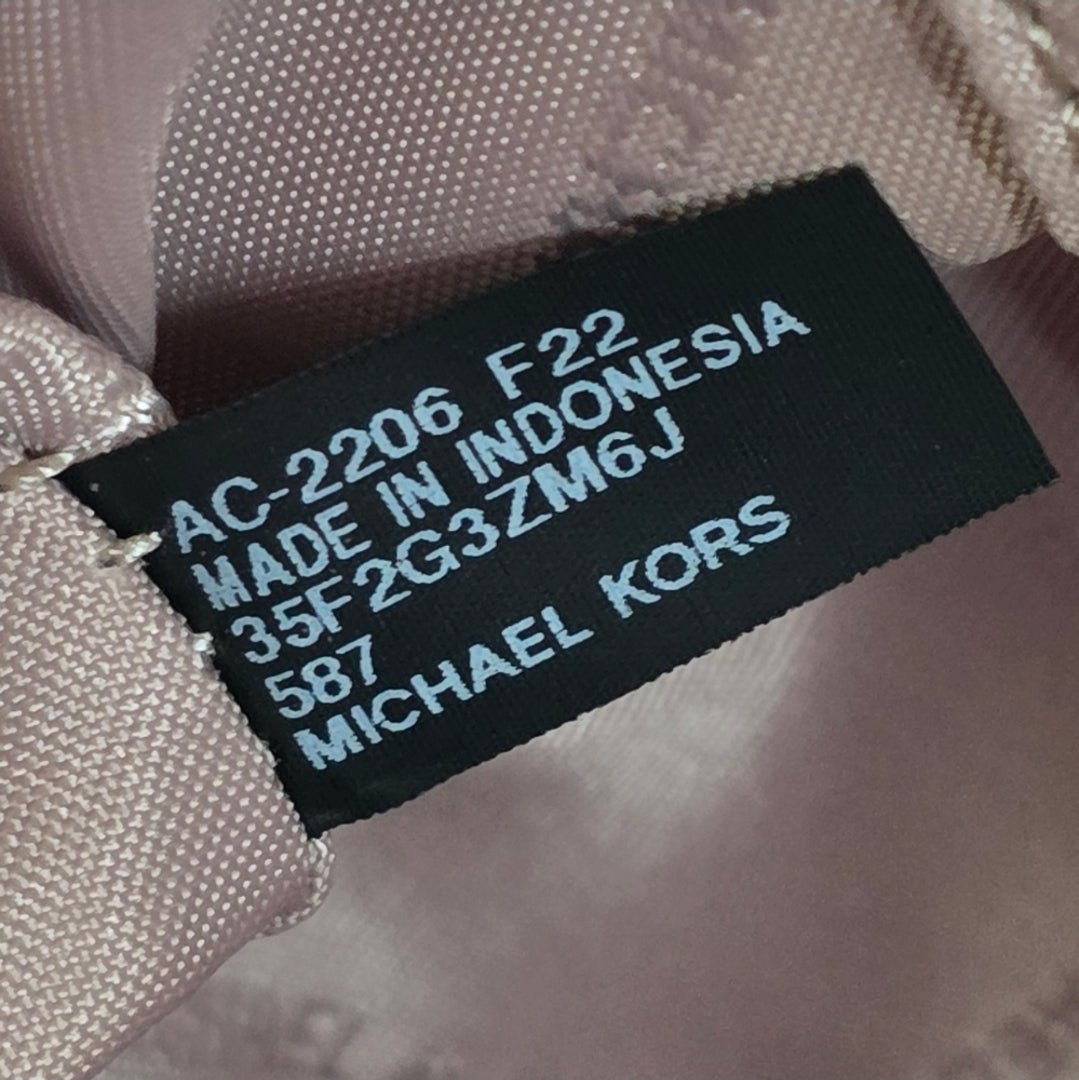 AC-2206 F22
MADE IN INDONESIA
35F2G3ZM6J
587
MICHAEL KORS